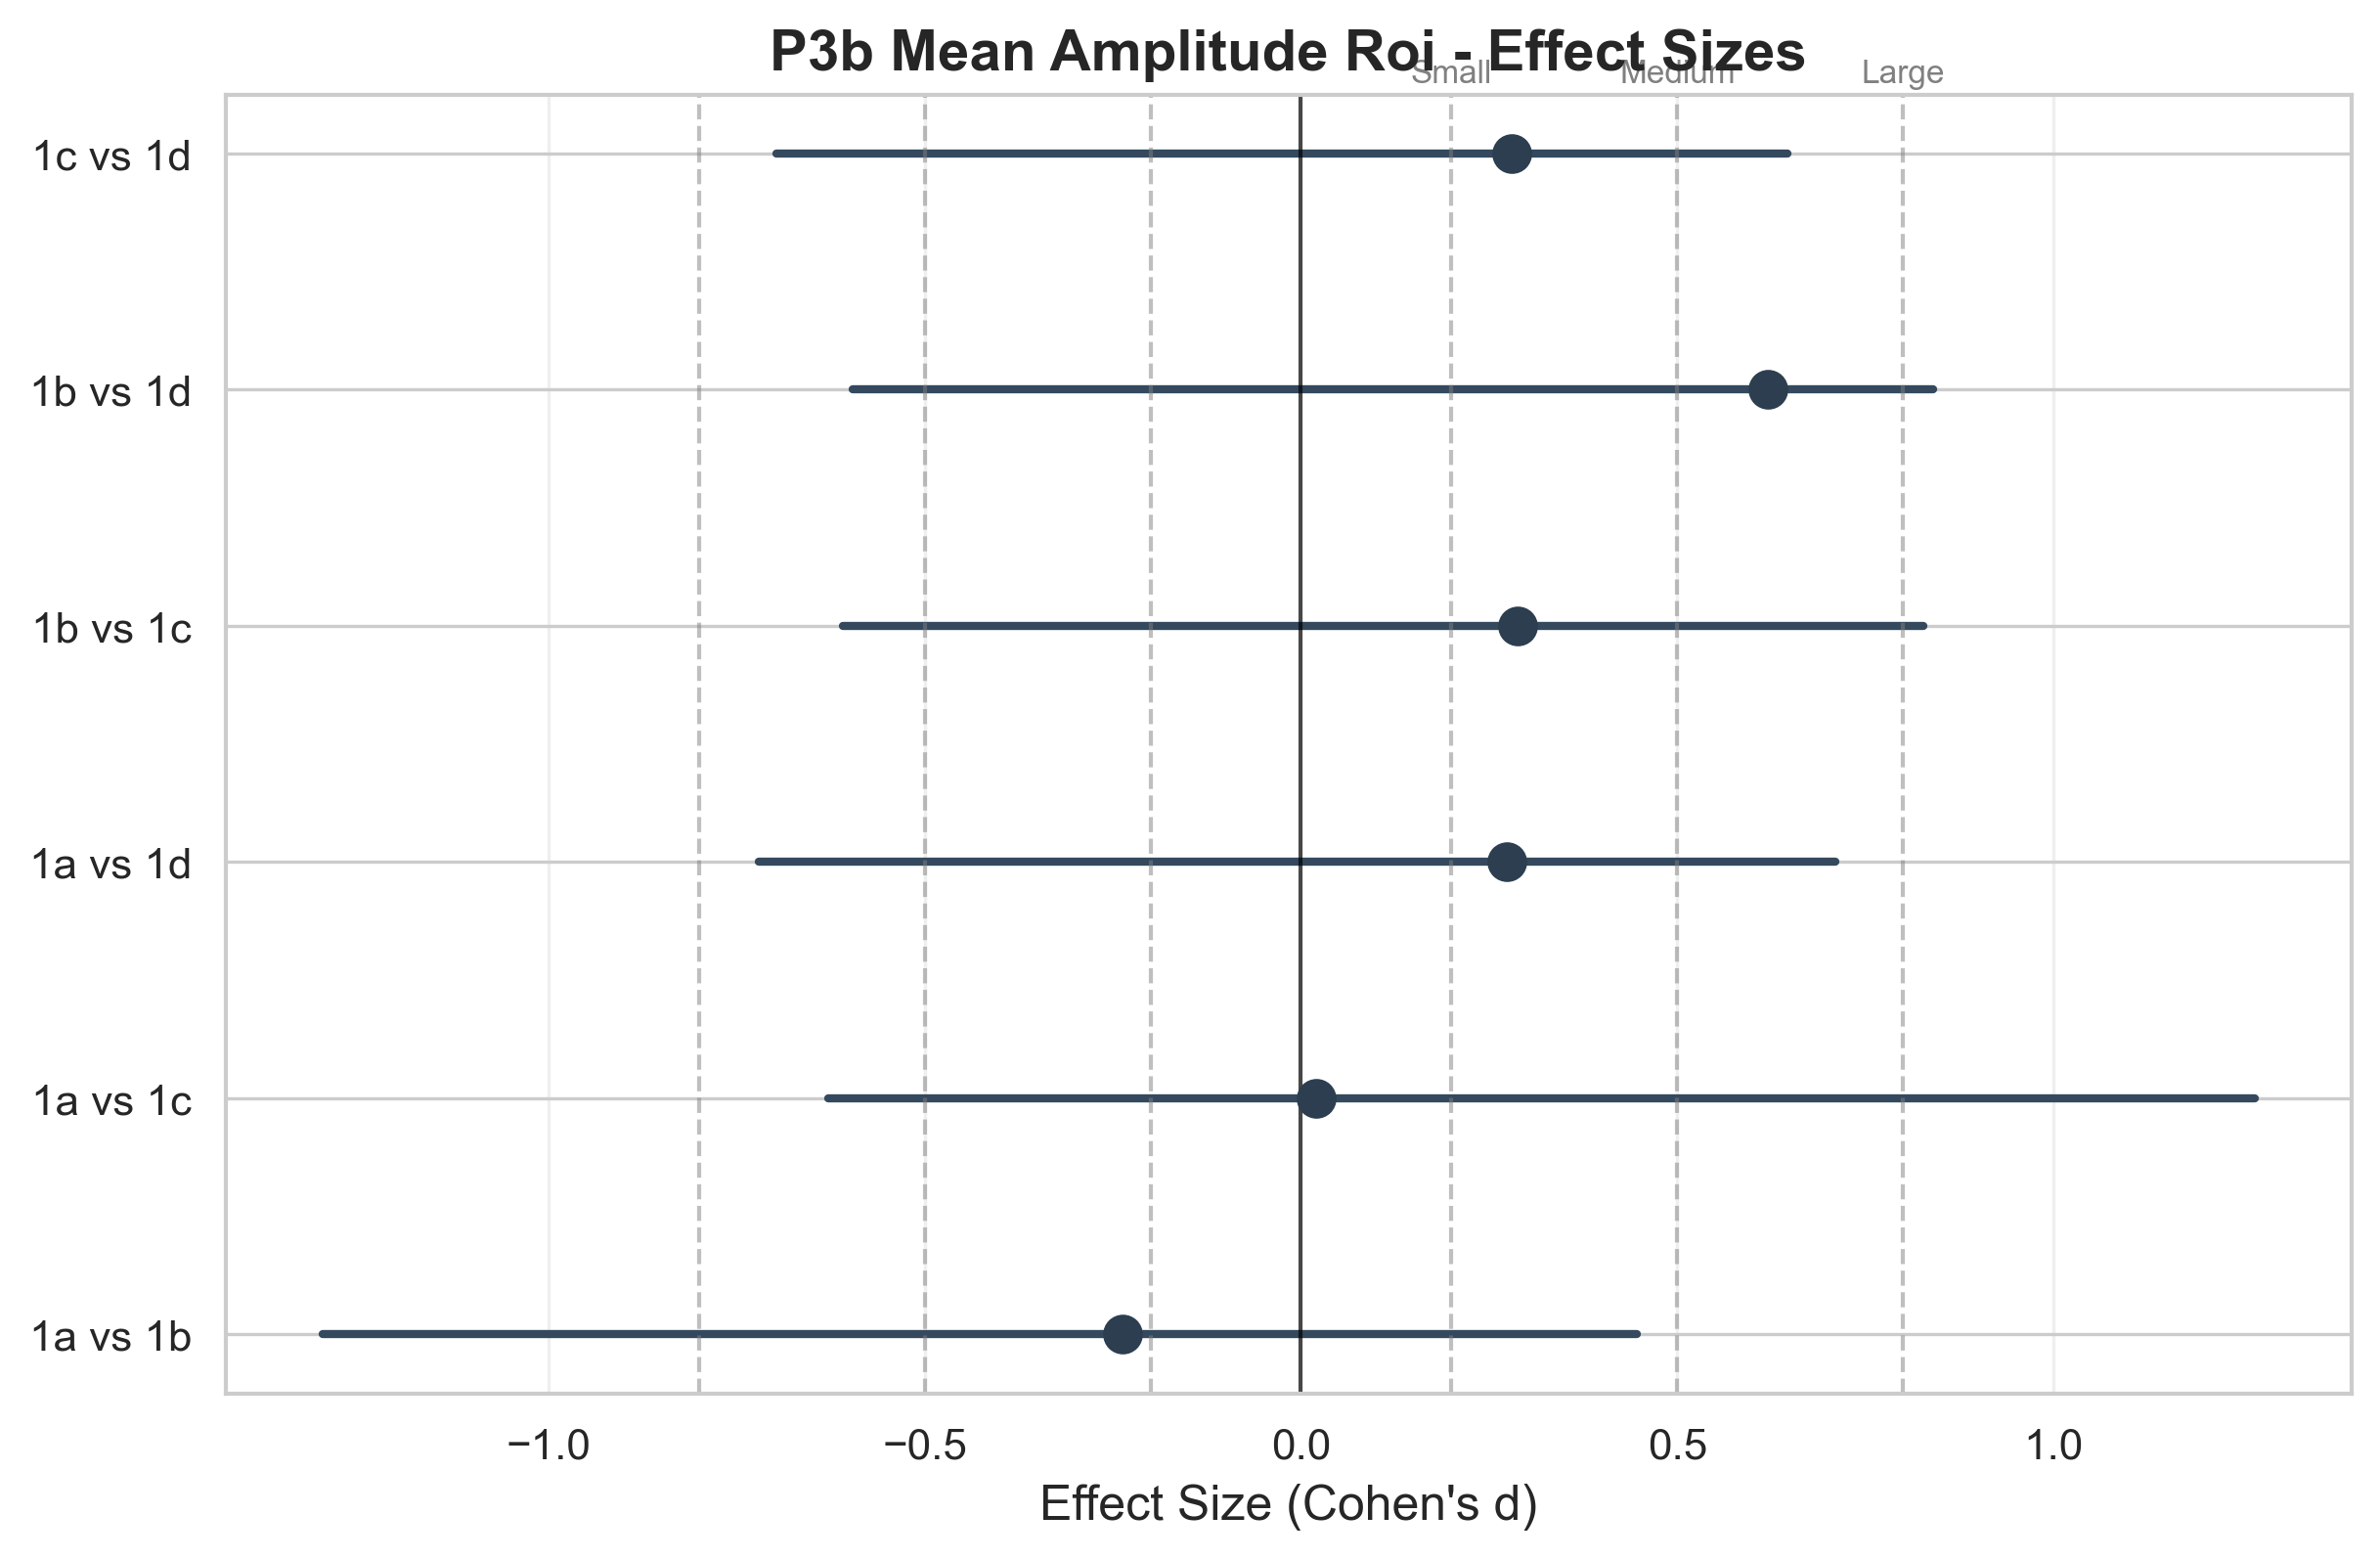 P3b Mean Amplitude Roi - Effect Sizes
Small Medium Large
1c vs 1d
1b vs 1d
1b vs 1c
1a vs 1d
1a vs 1c
1a vs 1b
−1.0 −0.5 0.0 0.5 1.0
Effect Size (Cohen's d)